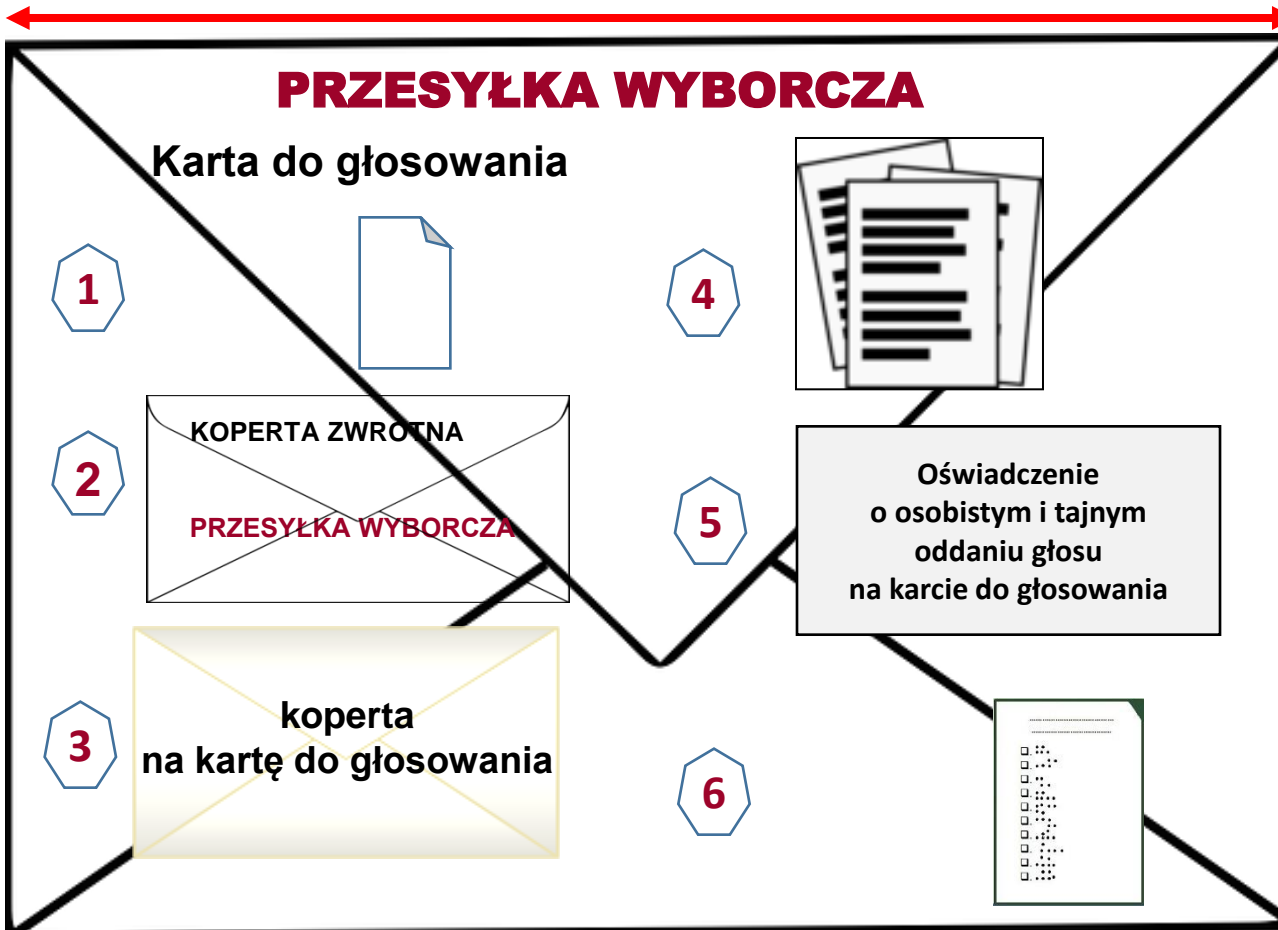 PRZESYŁKA WYBORCZA
Karta do głosowania
1
2
KOPERTA ZWROTNA
PRZESYŁKA WYBORCZA
3
koperta
na kartę do głosowania
4
5
Oświadczenie
o osobistym i tajnym
oddaniu głosu
na karcie do głosowania
6